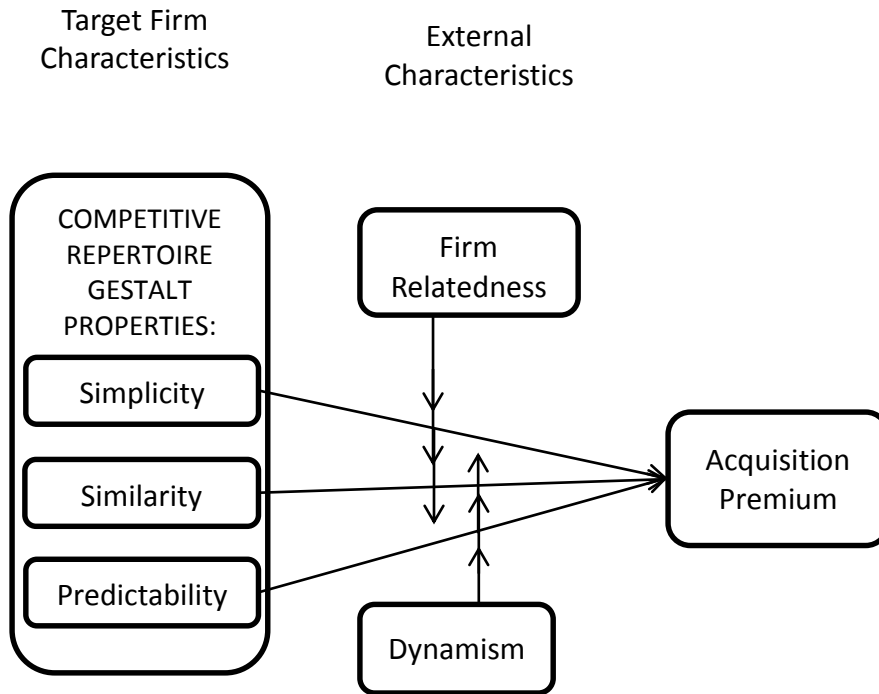 Target Firm
Characteristics
External
Characteristics
COMPETITIVE
REPERTOIRE
GESTALT
PROPERTIES:
Simplicity
Similarity
Predictability
Firm
Relatedness
Dynamism
Acquisition
Premium